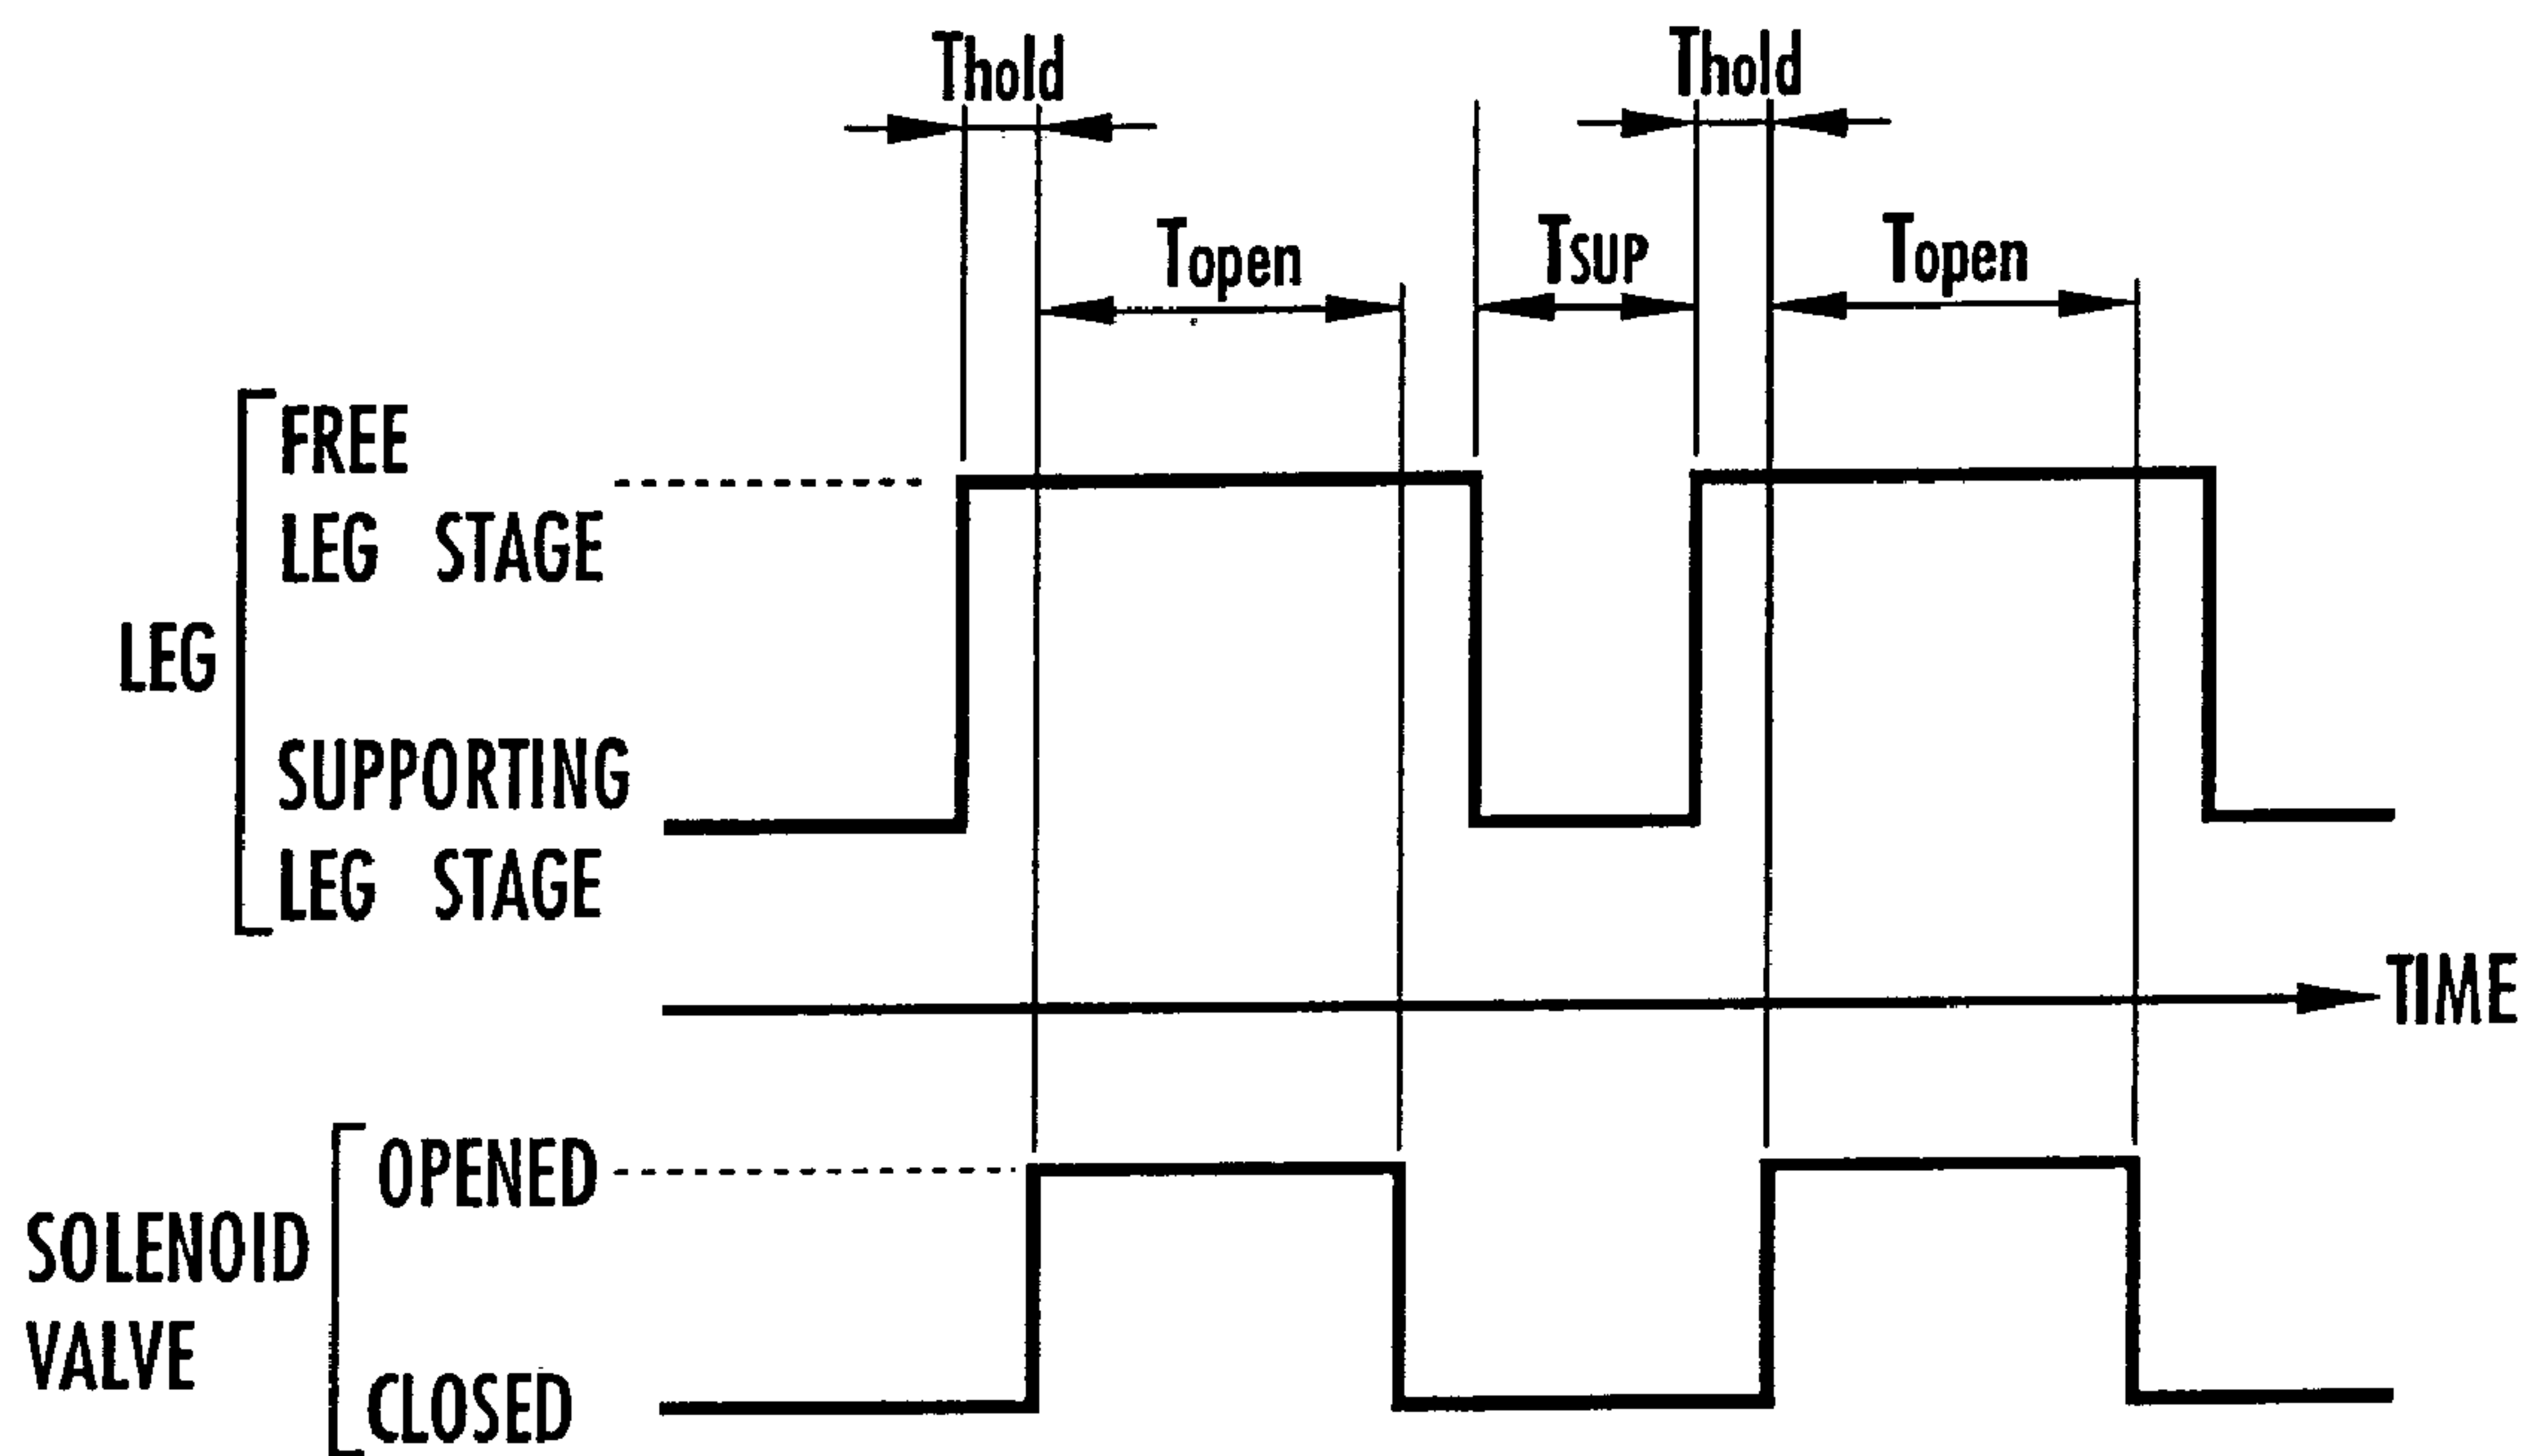 Thold Thold
Topen TSUP Topen
FREE
LEG STAGE
LEG
SUPPORTING
LEG STAGE
TIME
OPENED
SOLENOID
VALVE
CLOSED